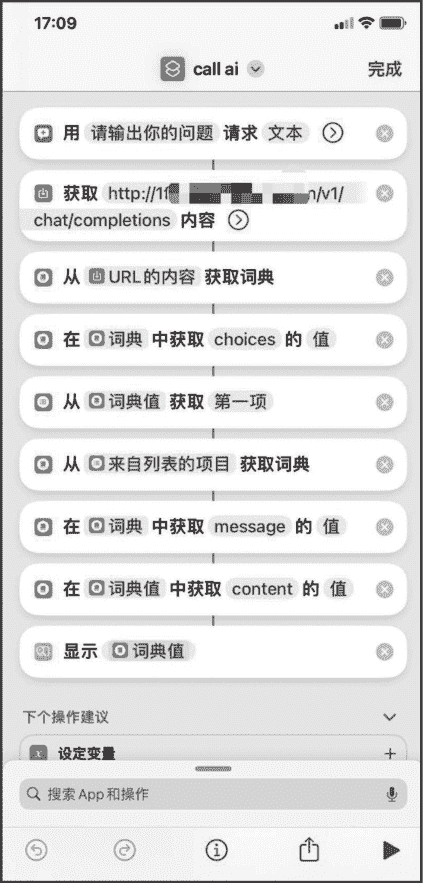 17:09
call ai
完成
用 请输出你的问题 请求 文本
获取 http://1 n/v1/
chat/completions 内容
从 URL的内容 获取词典
在 词典 中获取 choices 的 值
从 词典值 获取 第一项
从 来自列表的项目 获取词典
在 词典 中获取 message 的 值
在 词典值 中获取 content 的 值
显示 词典值
下个操作建议
设定变量
搜索 App 和操作